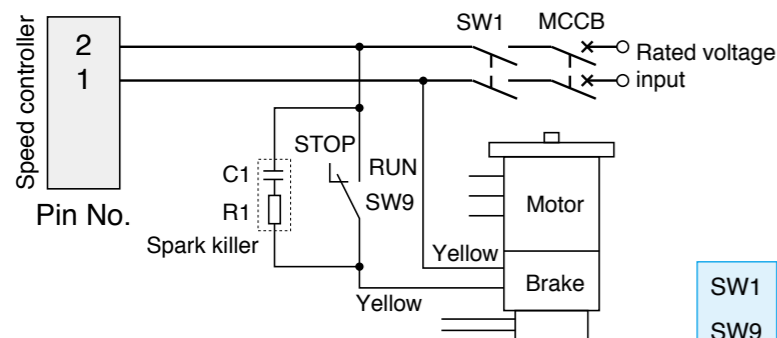 SW1
MCCB
Speed controller
2
1
Rated voltage
input
STOP
RUN
C1
SW9
R1
Motor
Pin No.
Spark killer
Yellow
Brake
Yellow
SW1
SW9